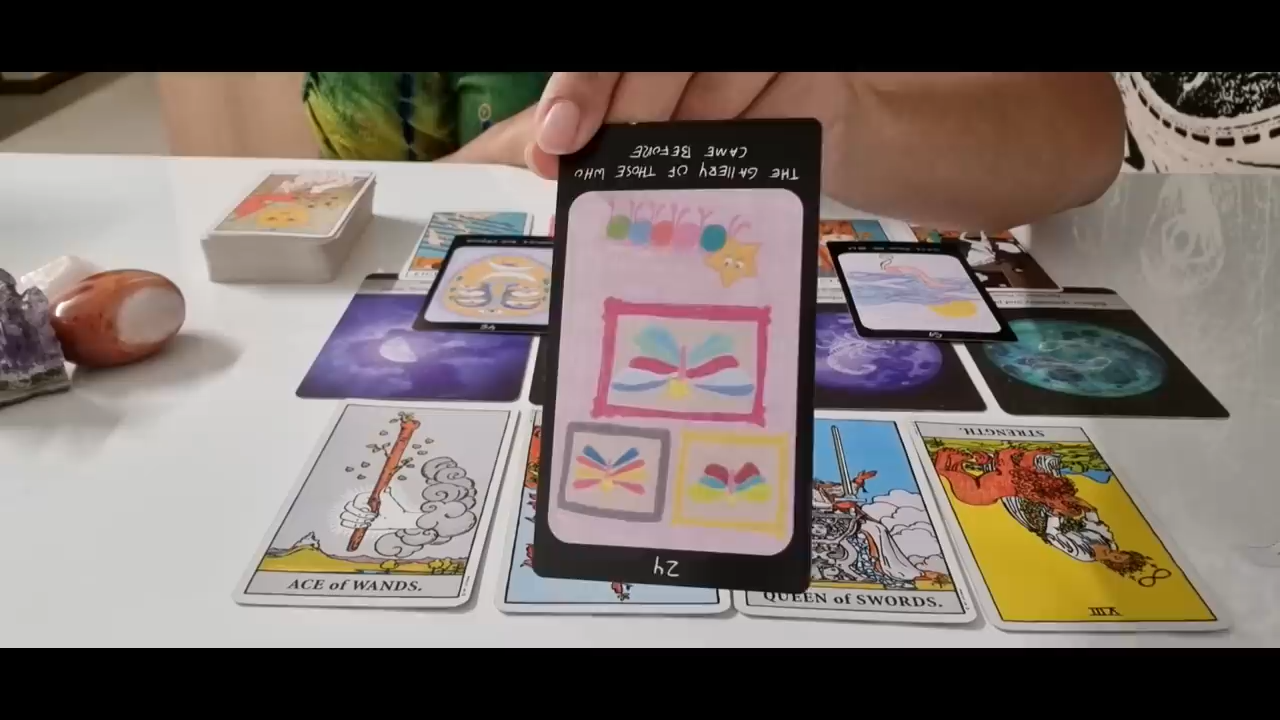 THE GALLERY OF THOSE WHO
CAME BEFORE
24
ACE of WANDS.
QUEEN of SWORDS.
STRENGTH.
VIII